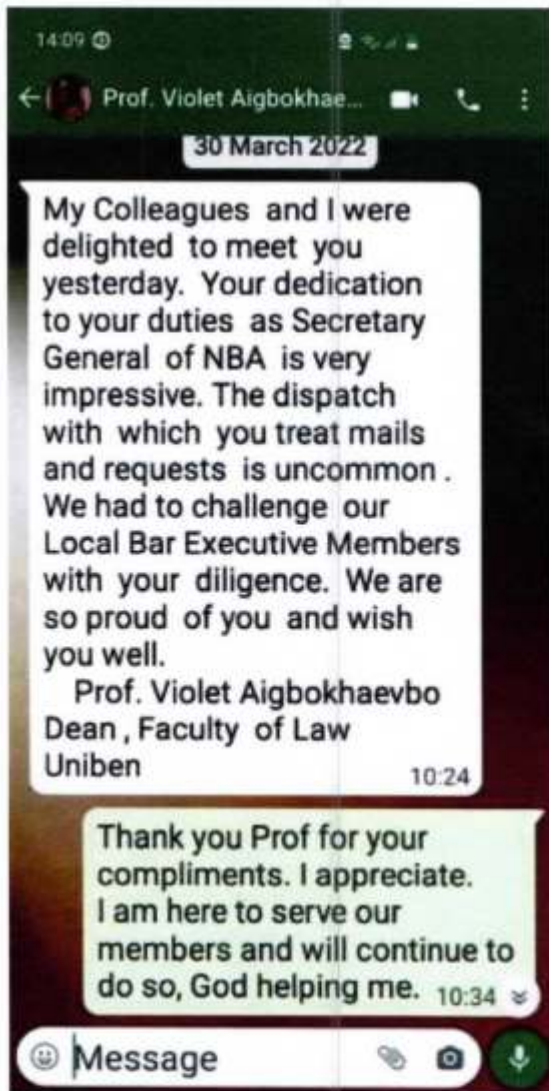 14:09
Prof. Violet Aigbokhae...
30 March 2022
My Colleagues and I were
delighted to meet you
yesterday. Your dedication
to your duties as Secretary
General of NBA is very
impressive. The dispatch
with which you treat mails
and requests is uncommon .
We had to challenge our
Local Bar Executive Members
with your diligence. We are
so proud of you and wish
you well.
Prof. Violet Aigbokhaevbo
Dean , Faculty of Law
Uniben
10:24
Thank you Prof for your
compliments. I appreciate.
I am here to serve our
members and will continue to
do so, God helping me. 10:34
Message